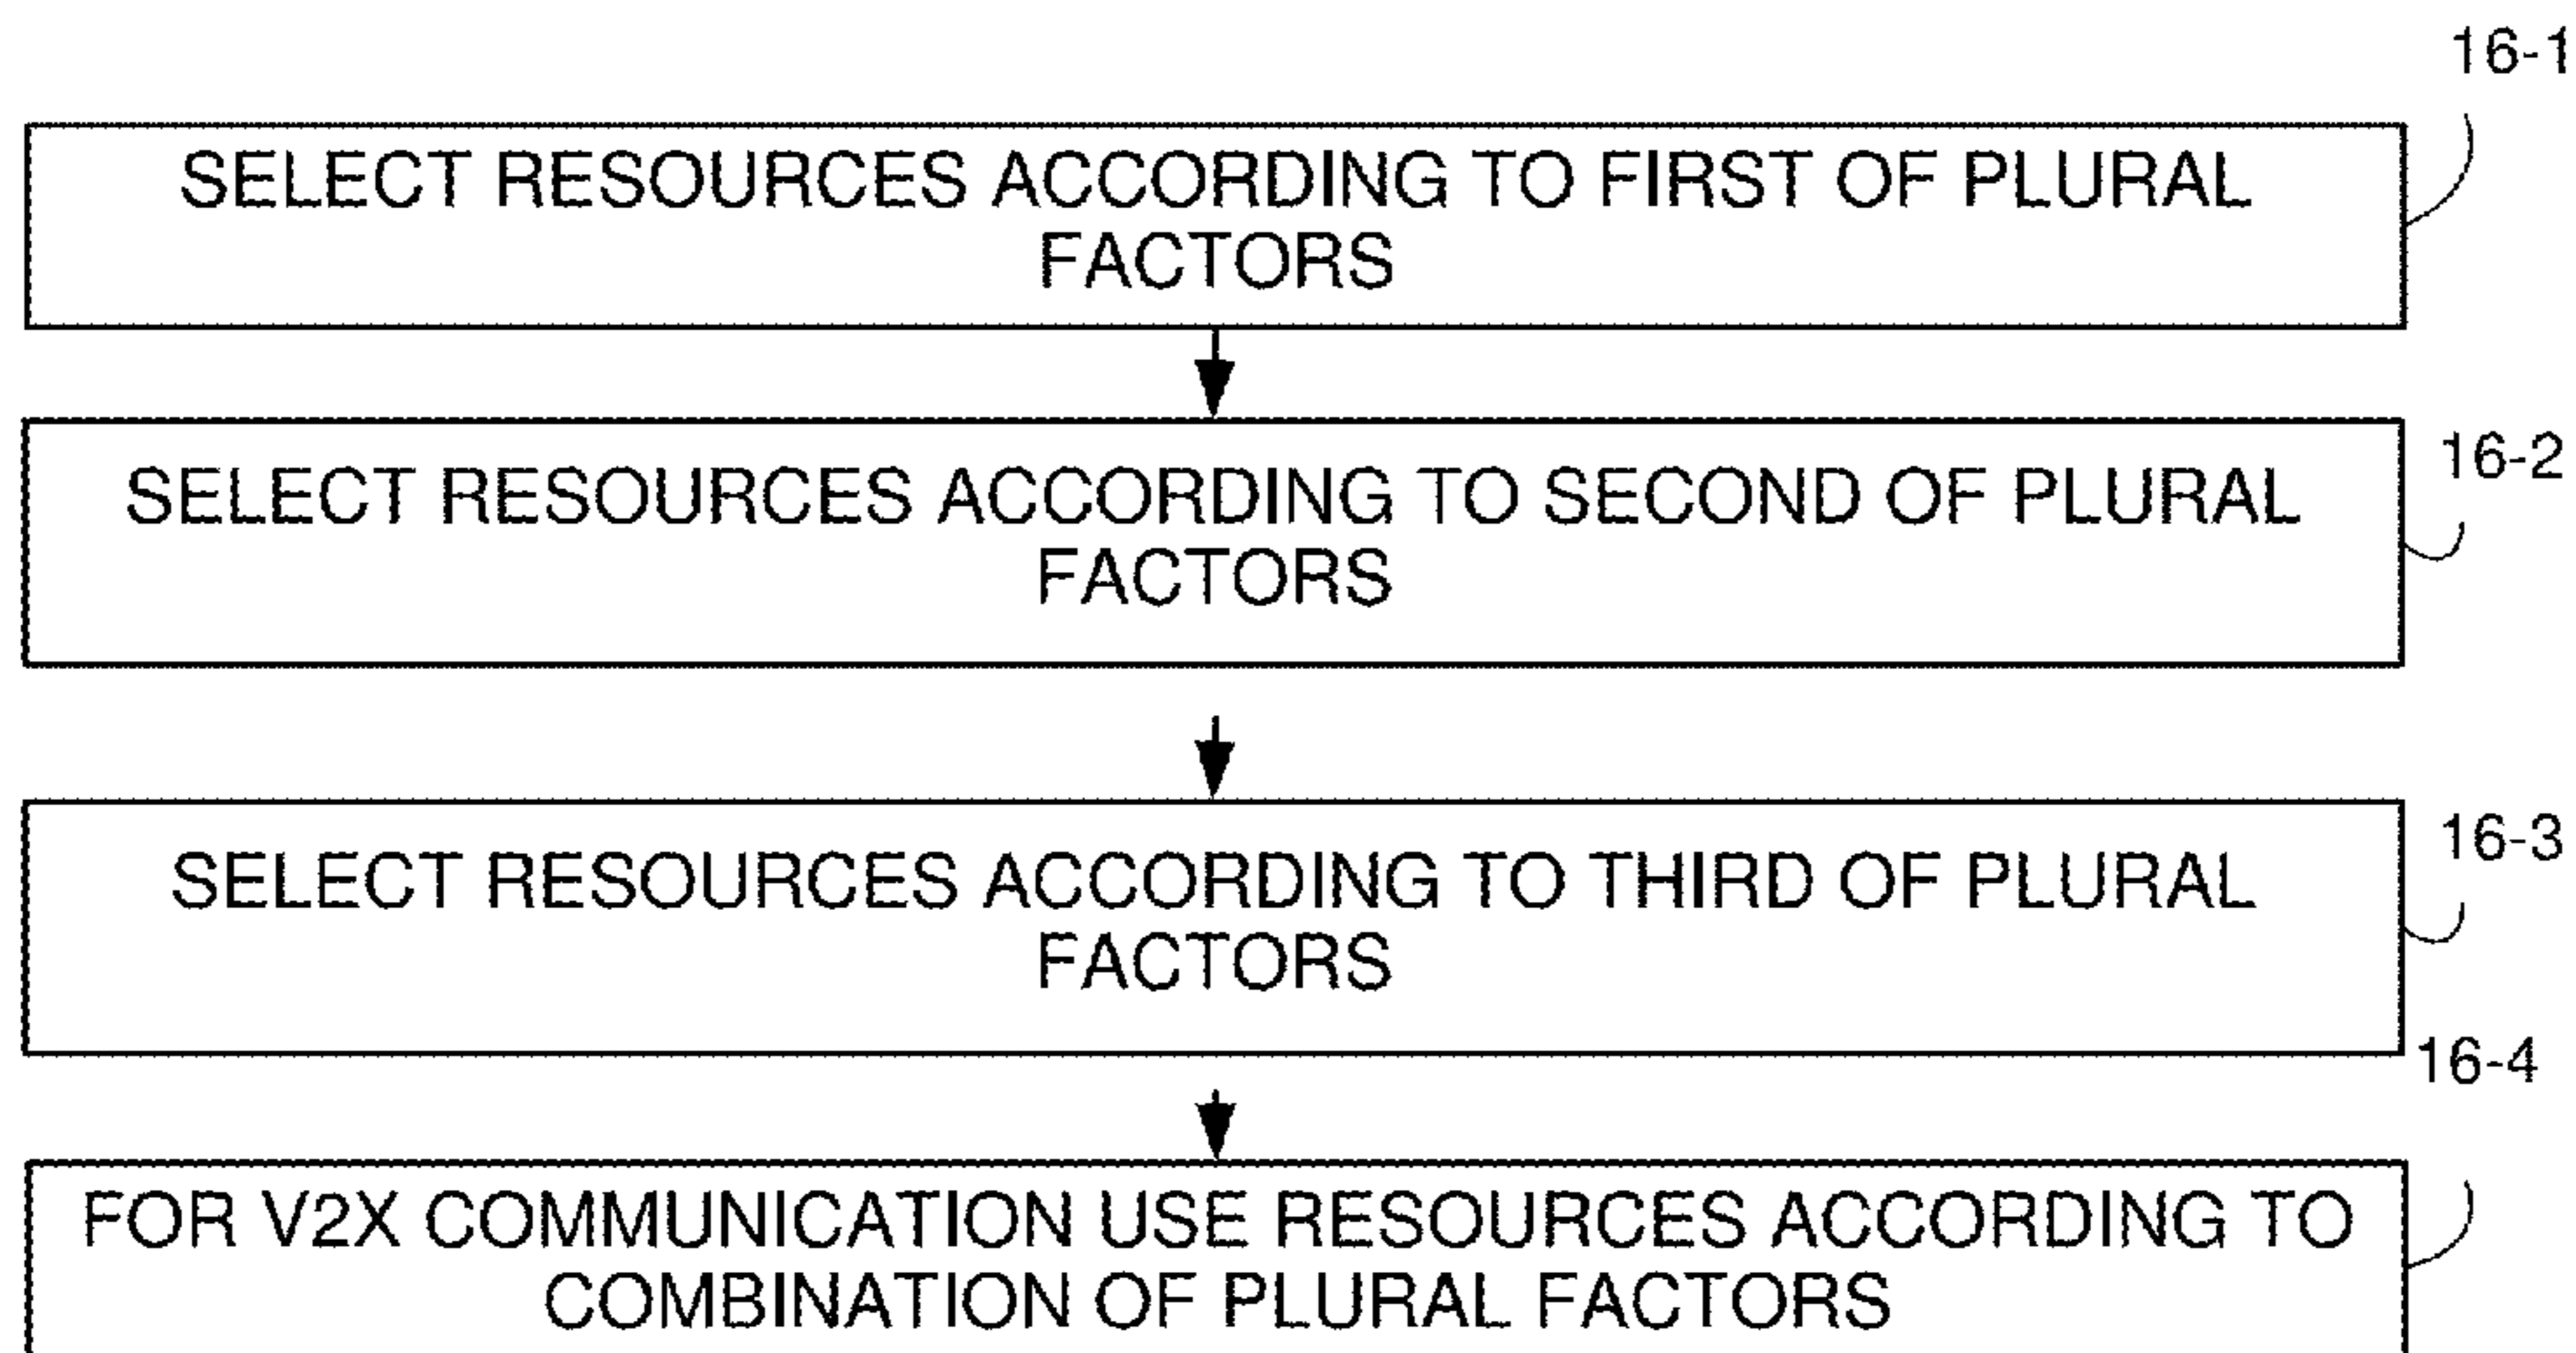 16-1
SELECT RESOURCES ACCORDING TO FIRST OF PLURAL
FACTORS
16-2
SELECT RESOURCES ACCORDING TO SECOND OF PLURAL
FACTORS
16-3
SELECT RESOURCES ACCORDING TO THIRD OF PLURAL
FACTORS
16-4
FOR V2X COMMUNICATION USE RESOURCES ACCORDING TO
COMBINATION OF PLURAL FACTORS